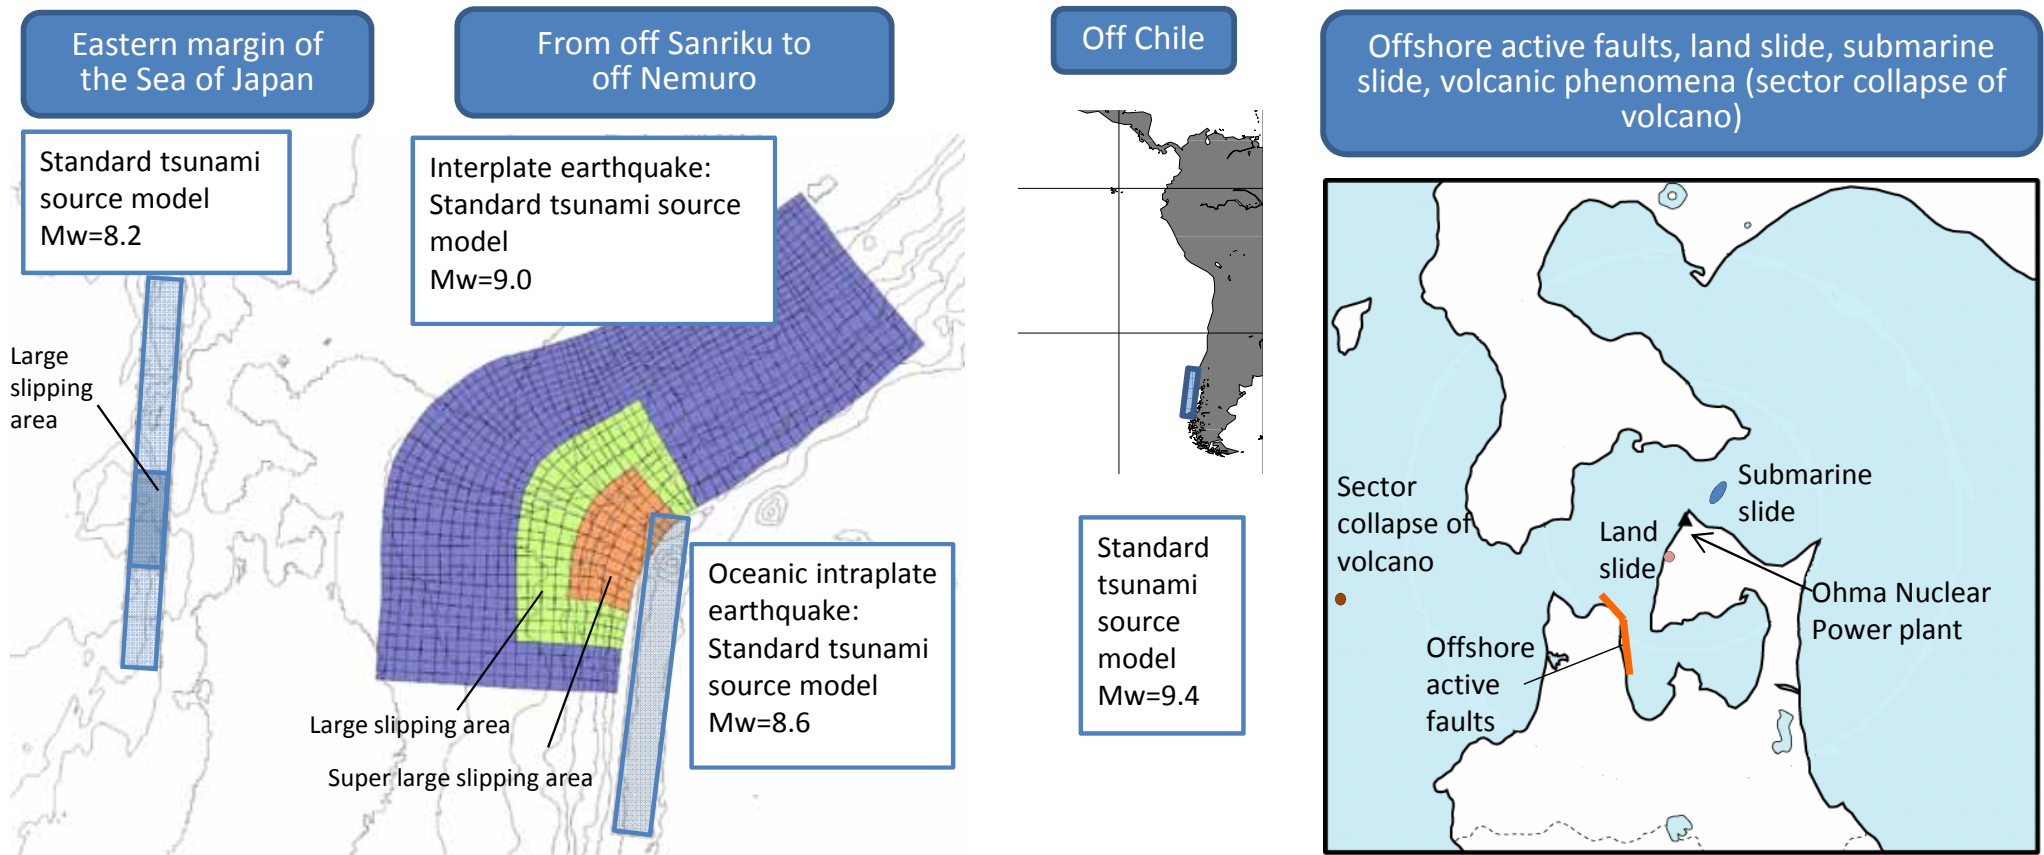 Eastern margin of
the Sea of Japan
From off Sanriku to
off Nemuro
Off Chile
Offshore active faults, land slide, submarine
slide, volcanic phenomena (sector collapse of
volcano)
Standard tsunami
source model
Mw=8.2
Large
slipping
area
Interplate earthquake:
Standard tsunami source
model
Mw=9.0
Large slipping area
Super large slipping area
Oceanic intraplate
earthquake:
Standard tsunami
source model
Mw=8.6
Standard
tsunami
source
model
Mw=9.4
Sector
collapse of
volcano
Submarine
slide
Land
slide
Ohma Nuclear
Power plant
Offshore
active
faults